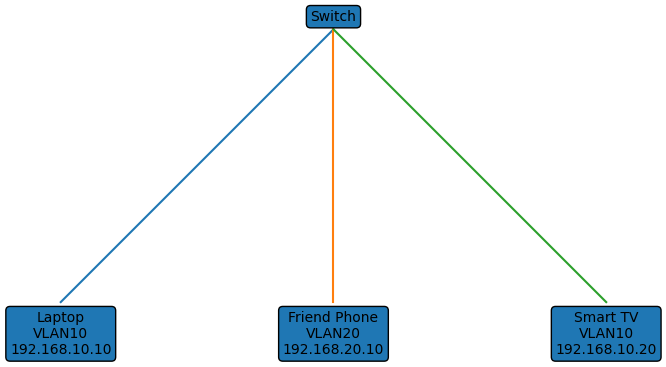 Switch
Laptop
VLAN10
192.168.10.10
Friend Phone
VLAN20
192.168.20.10
Smart TV
VLAN10
192.168.10.20